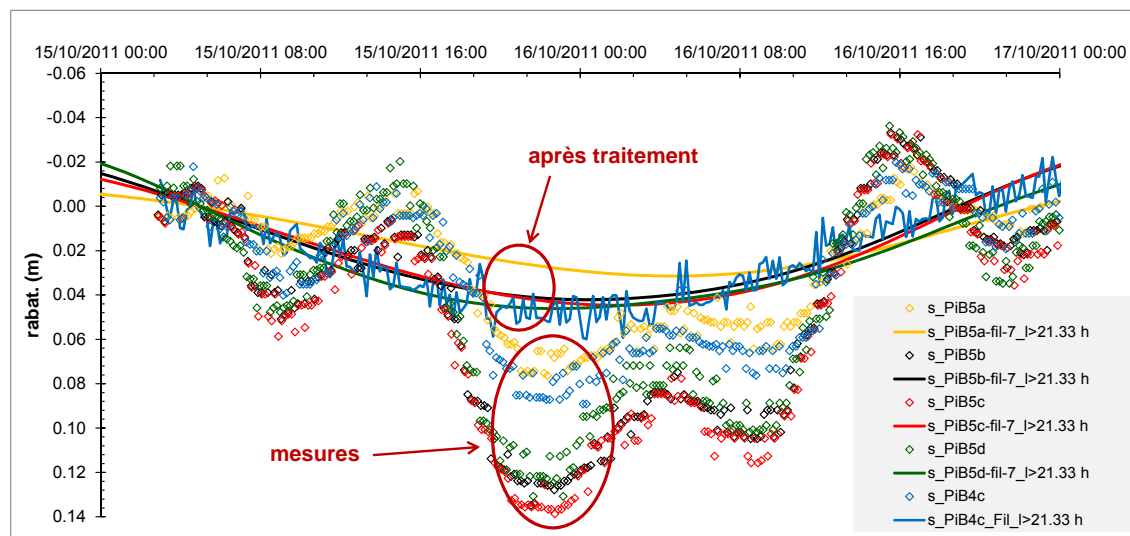 15/10/2011 00:00 15/10/2011 08:00 15/10/2011 16:00 16/10/2011 00:00 16/10/2011 08:00 16/10/2011 16:00 17/10/2011 00:00
-0.06
-0.04
-0.02
0.00
0.02
0.04
0.06
0.08
0.10
0.12
0.14
rabat. (m)
après traitement
mesures
s_PiB5a
s_PiB5a-fil-7_l>21.33 h
s_PiB5b
s_PiB5b-fil-7_l>21.33 h
s_PiB5c
s_PiB5c-fil-7_l>21.33 h
s_PiB5d
s_PiB5d-fil-7_l>21.33 h
s_PiB4c
s_PiB4c_Fil_l>21.33 h